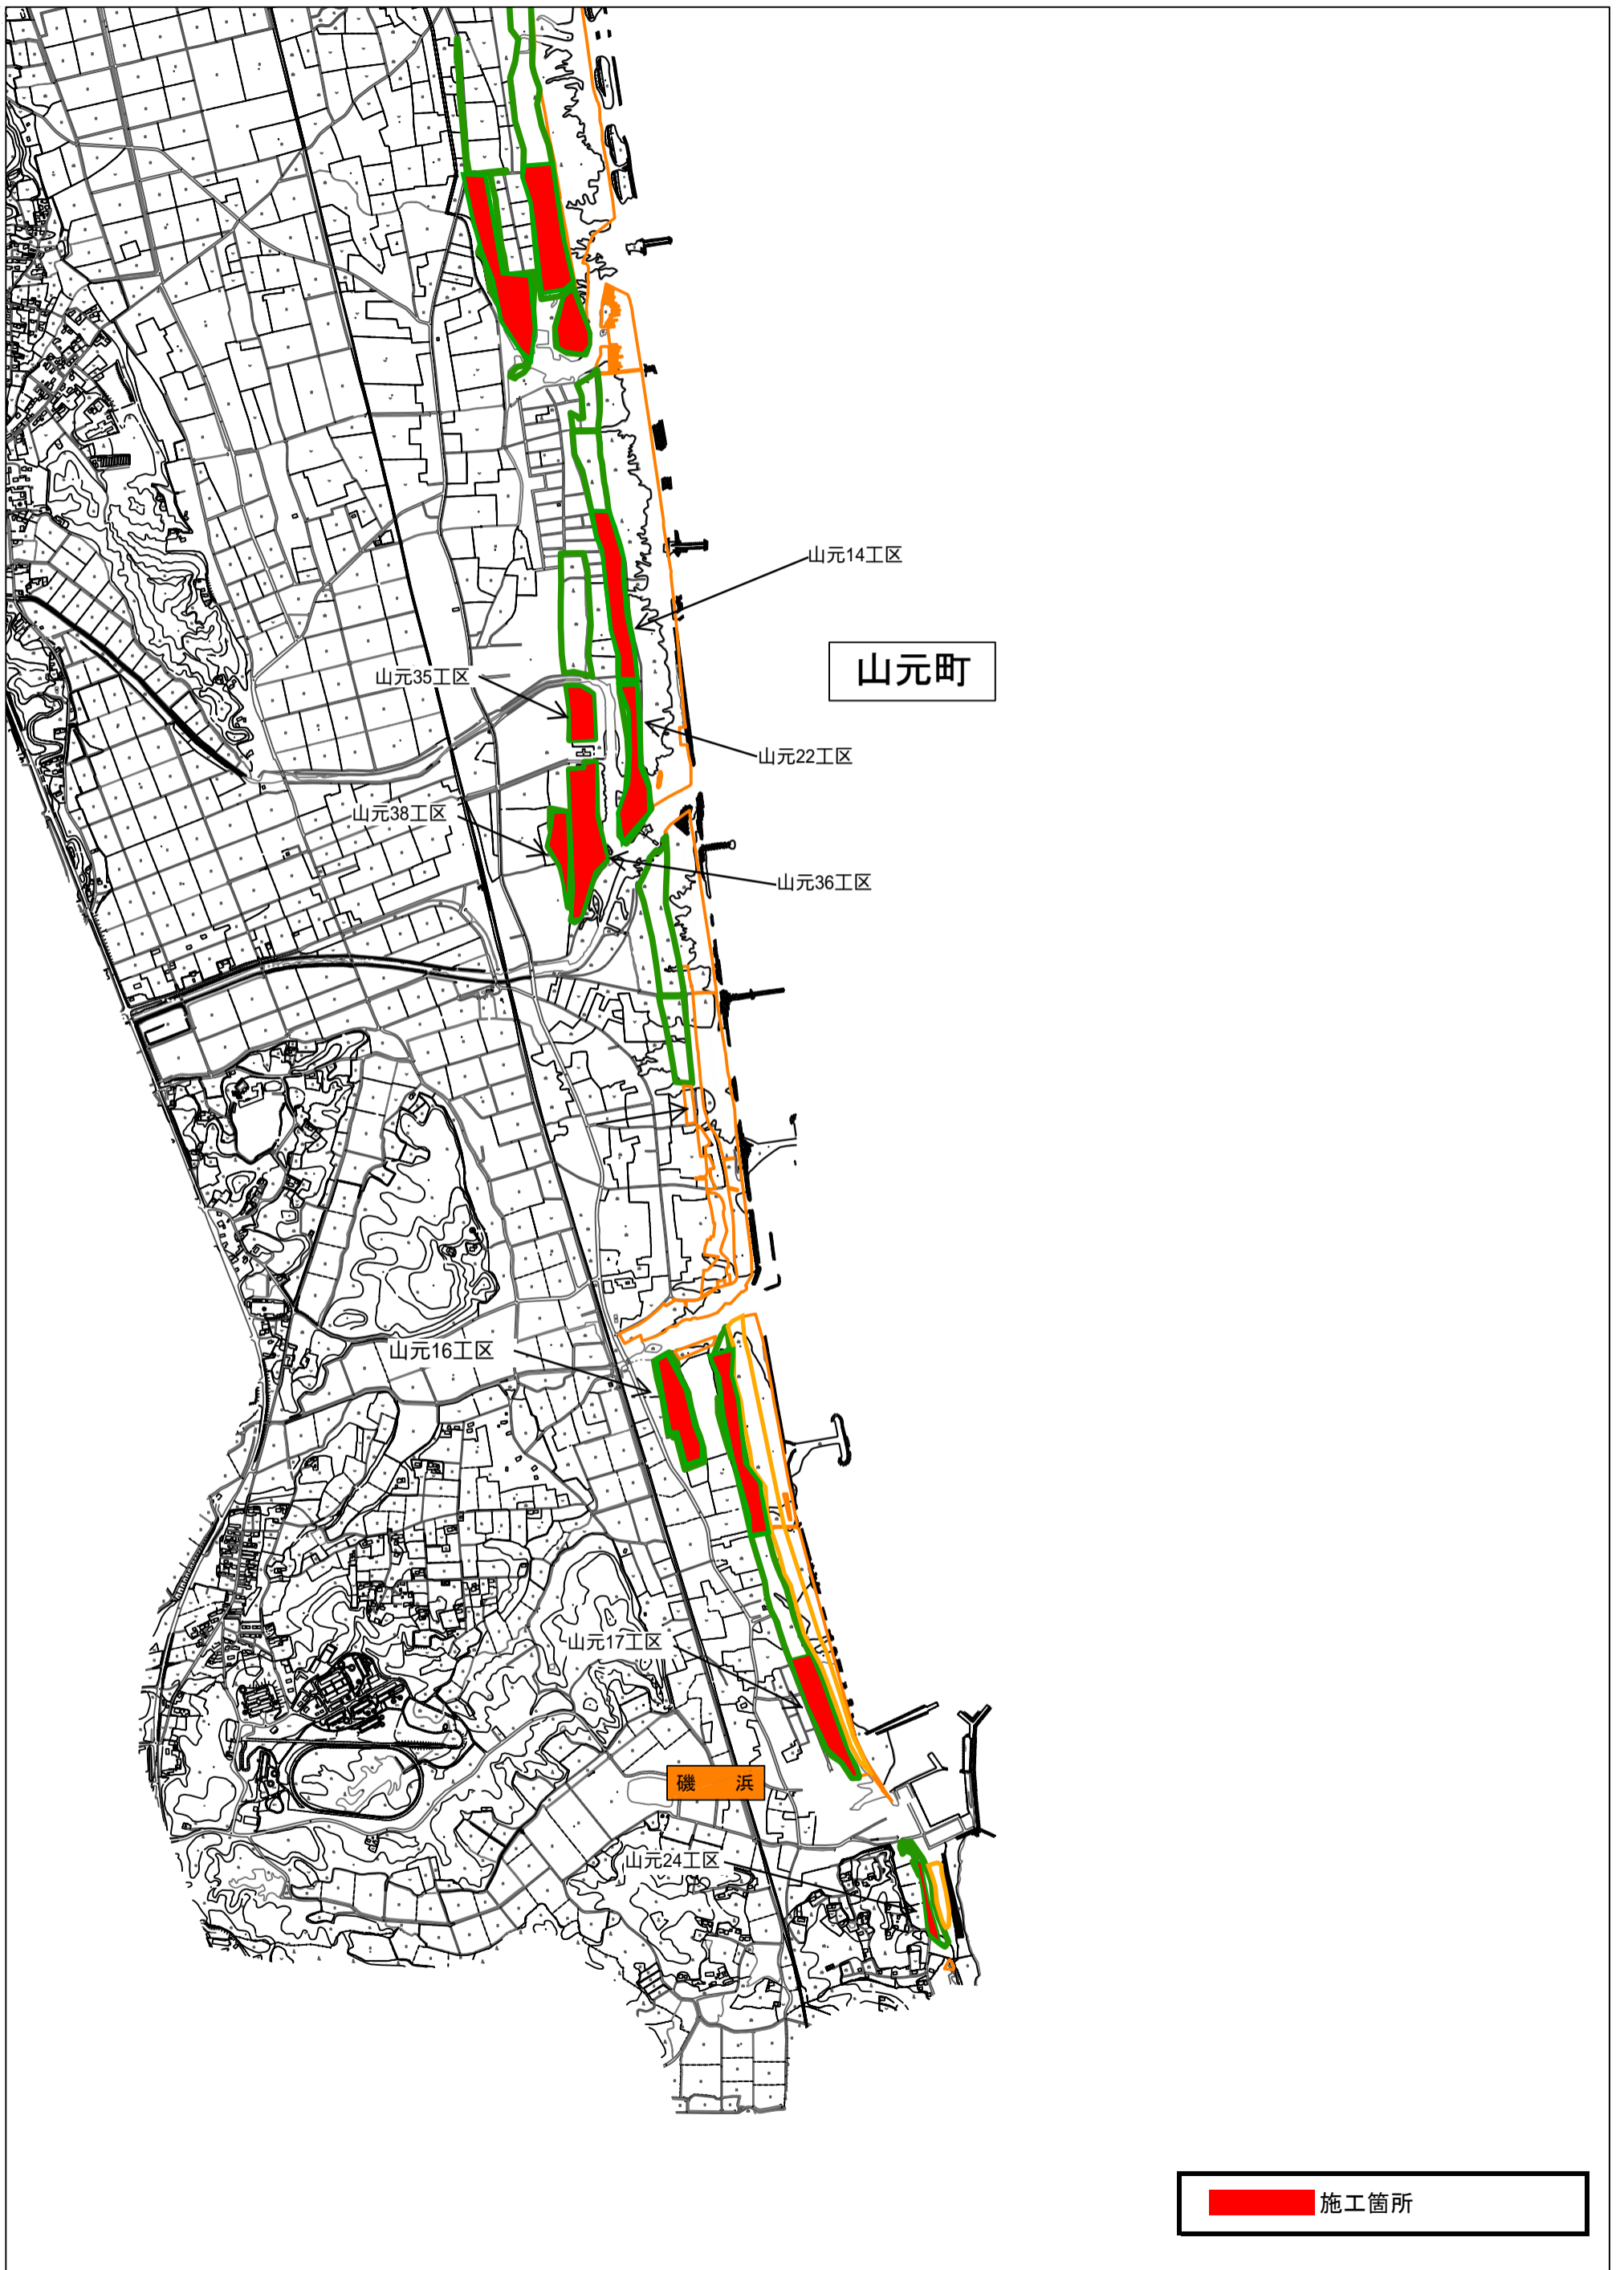 山元14工区
山元町
山元35工区
山元22工区
山元38工区
山元36工区
山元16工区
山元17工区
磯 浜
山元24工区
施工箇所